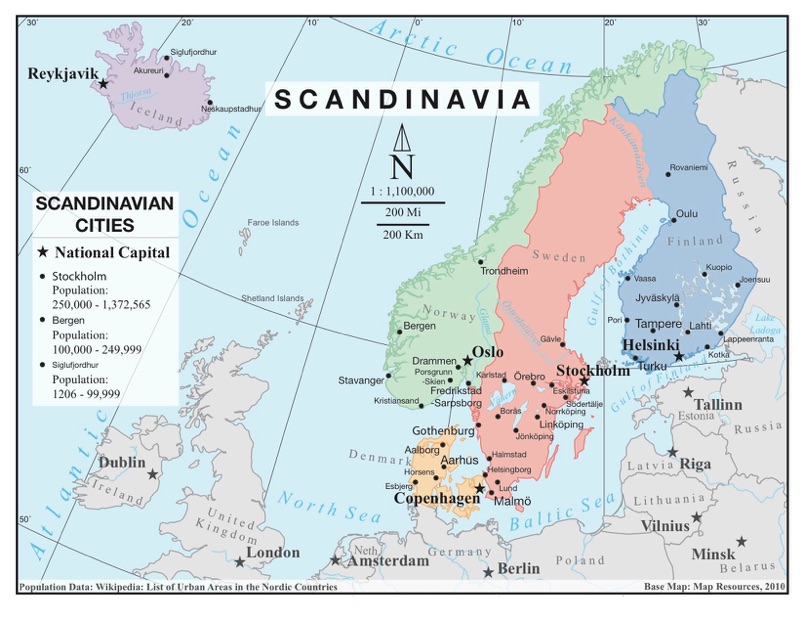 30˚
20˚
10˚
0˚
10˚
20˚
30˚
Arctic Ocean
Siglufjordhur
Akureuri
Reykjavik
Thjorsa
Neskaupstadhur
Iceland
SCANDINAVIA
N
1 : 1,100,000
200 Mi
200 Km
60˚
Ocean
SCANDINAVIAN
CITIES
National Capital
Stockholm
Population:
250,000 - 1,372,565
Bergen
Population:
100,000 - 249,999
Siglufjordhur
Population:
1206 - 99,999
Faroe Islands
Shetland Islands
Rovaniemi
Russia
Oulu
Finland
Sweden
Gulf of Bothinia
Trondheim
Kuopio
Vaasa
Joensuu
Jyväskylä
Norway
Glama
Bergen
Pori
Tampere
Lahti
Lake
Ladoga
Lappeenranta
Gävle
Helsinki
Kotka
Oslo
Turku
Drammen
Stockholm
Gulf of Finland
Porsgrunn
-Skien
Karlstad
Örebro
Stavanger
Eskilstuna
Fredrikstad
-Sarpsborg
Södertälje
Kristiansand
Norrköping
Tallinn
Estonia
Borås
Linköping
Gothenburg
Jönköping
Aalborg
Denmark
Aarhus
Halmstad
Latvia
Riga
Horsens
Helsingborg
Esbjerg
Lund
Copenhagen
Malmö
Lithuania
Dublin
Ireland
Atlantic
North Sea
Baltic Sea
50˚
United
Kingdom
Vilnius
Russia
Minsk
London
Neth.
Amsterdam
Germany
Berlin
Poland
Belarus
Population Data: Wikipedia: List of Urban Areas in the Nordic Countries
Base Map: Map Resources, 2010